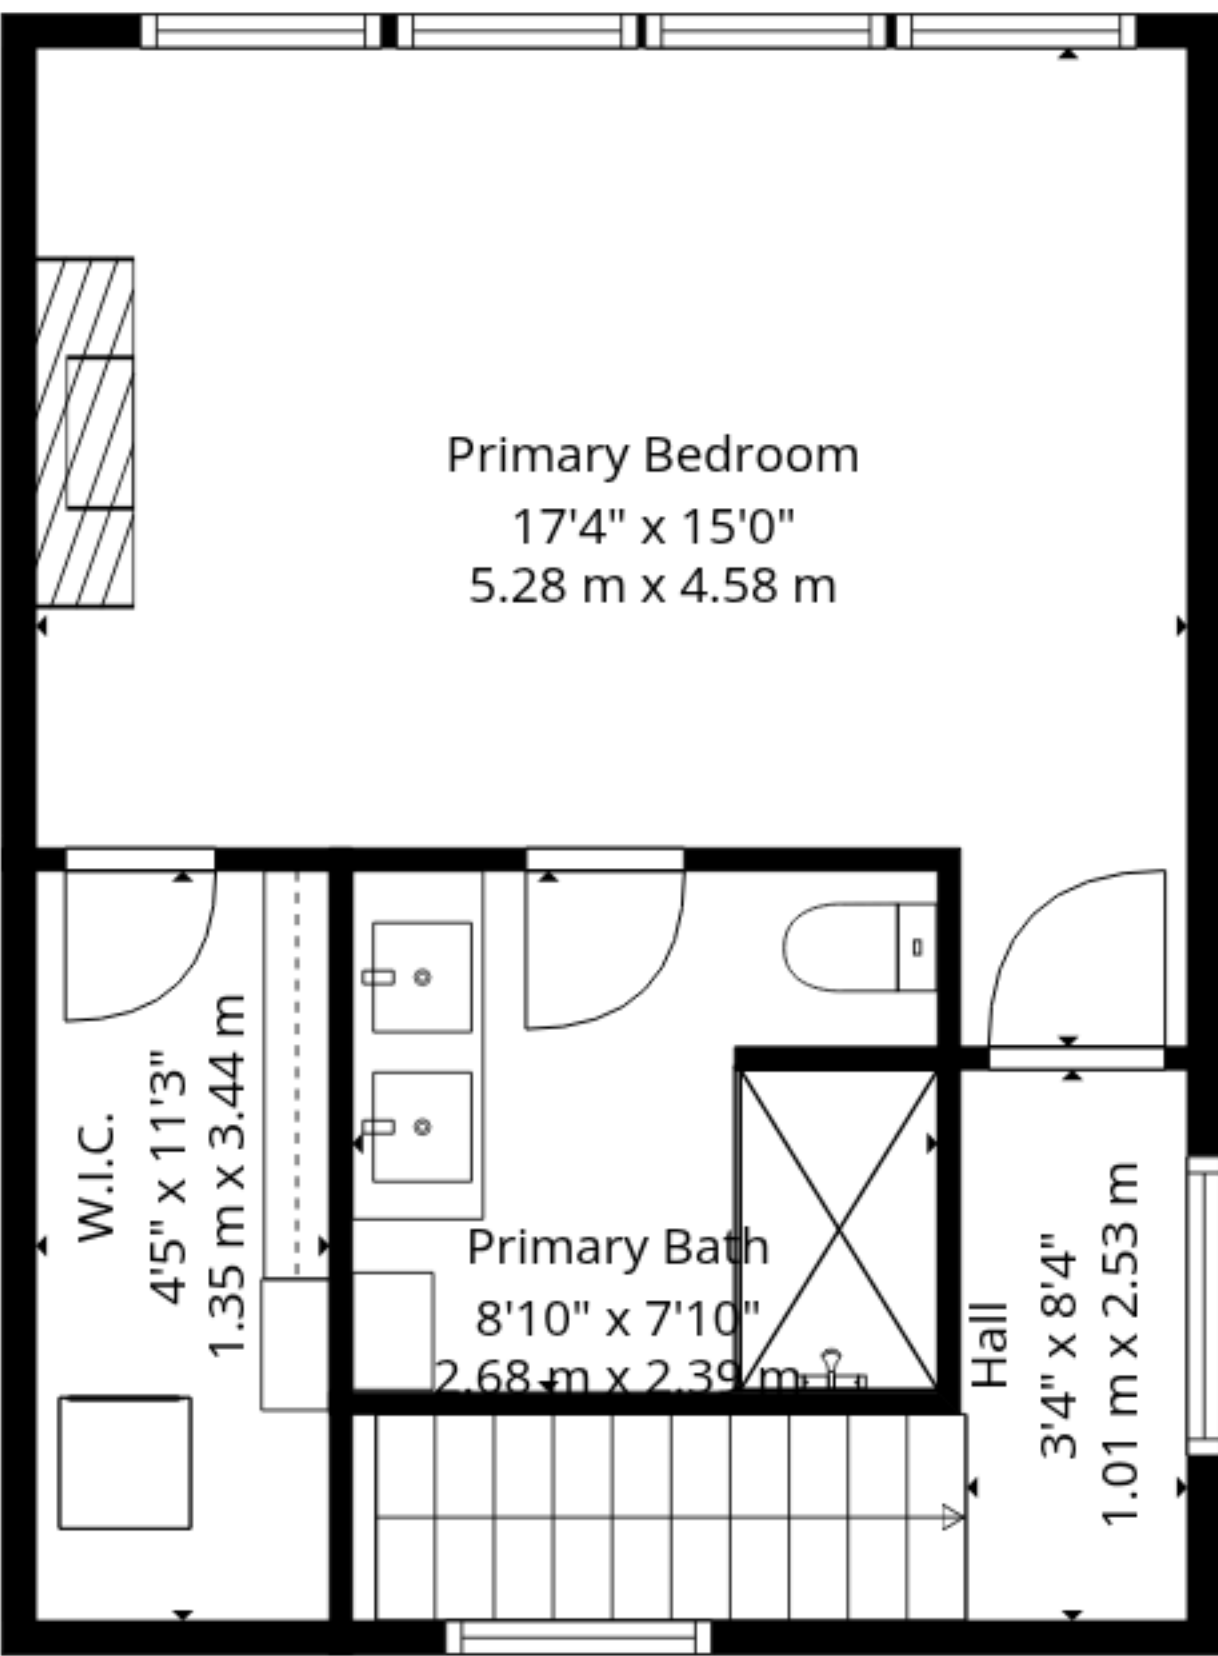 Primary Bedroom
17'4" x 15'0"
5.28 m x 4.58 m
W.I.C.
4'5" x 11'3"
1.35 m x 3.44 m
Primary Bath
8'10" x 7'10"
2.68 m x 2.39 m
Hall
3'4" x 8'4"
1.01 m x 2.53 m